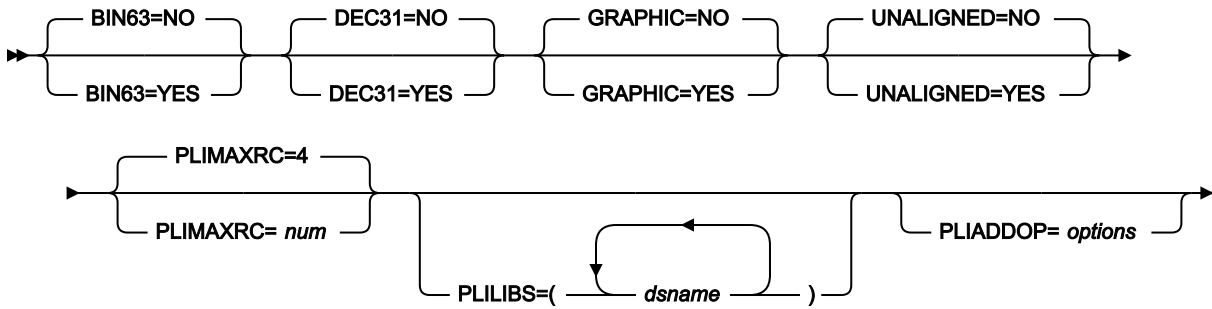 BIN63=NO DEC31=NO GRAPHIC=NO UNALIGNED=NO
BIN63=YES DEC31=YES GRAPHIC=YES UNALIGNED=YES
PLIMAXRC=4
PLIMAXRC= num PLIADDOP= options
PLILIBS=( dsname )